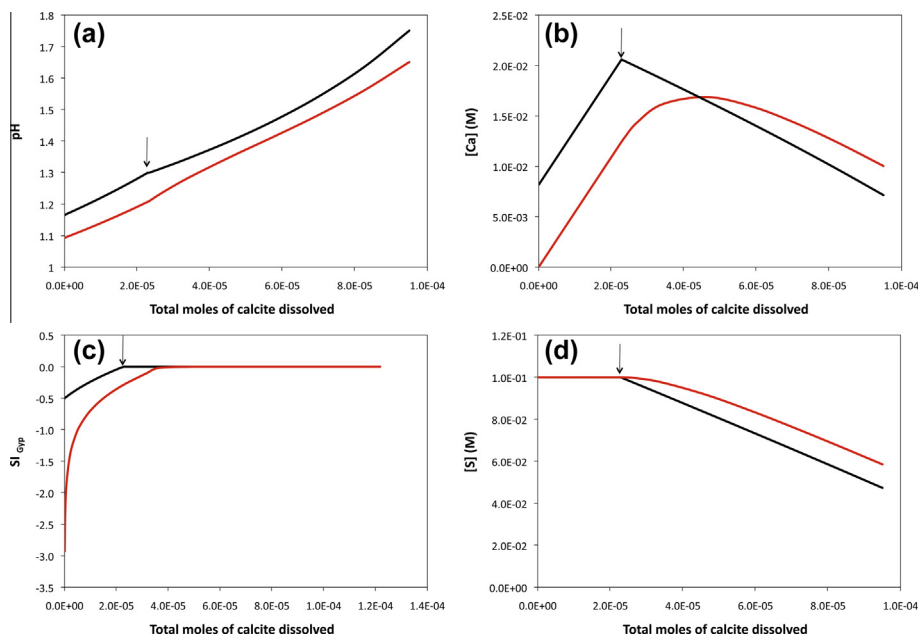 (a)
1.8
1.7
1.6
1.5
1.4
1.3
1.2
1.1
1
pH
0.0E+00 2.0E-05 4.0E-05 6.0E-05 8.0E-05 1.0E-04
Total moles of calcite dissolved
(b)
2.5E-02
2.0E-02
1.5E-02
1.0E-02
5.0E-03
0.0E+00
[Ca] (M)
0.0E+00 2.0E-05 4.0E-05 6.0E-05 8.0E-05 1.0E-04
Total moles of calcite dissolved
(c)
0.5
0.0
-0.5
-1.0
-1.5
-2.0
-2.5
-3.0
-3.5
SI Gyp
0.0E+00 2.0E-05 4.0E-05 6.0E-05 8.0E-05 1.0E-04 1.2E-04 1.4E-04
Total moles of calcite dissolved
(d)
1.2E-01
1.0E-01
8.0E-02
6.0E-02
4.0E-02
2.0E-02
0.0E+00
[S] (M)
0.0E+00 2.0E-05 4.0E-05 6.0E-05 8.0E-05 1.0E-04
Total moles of calcite dissolved